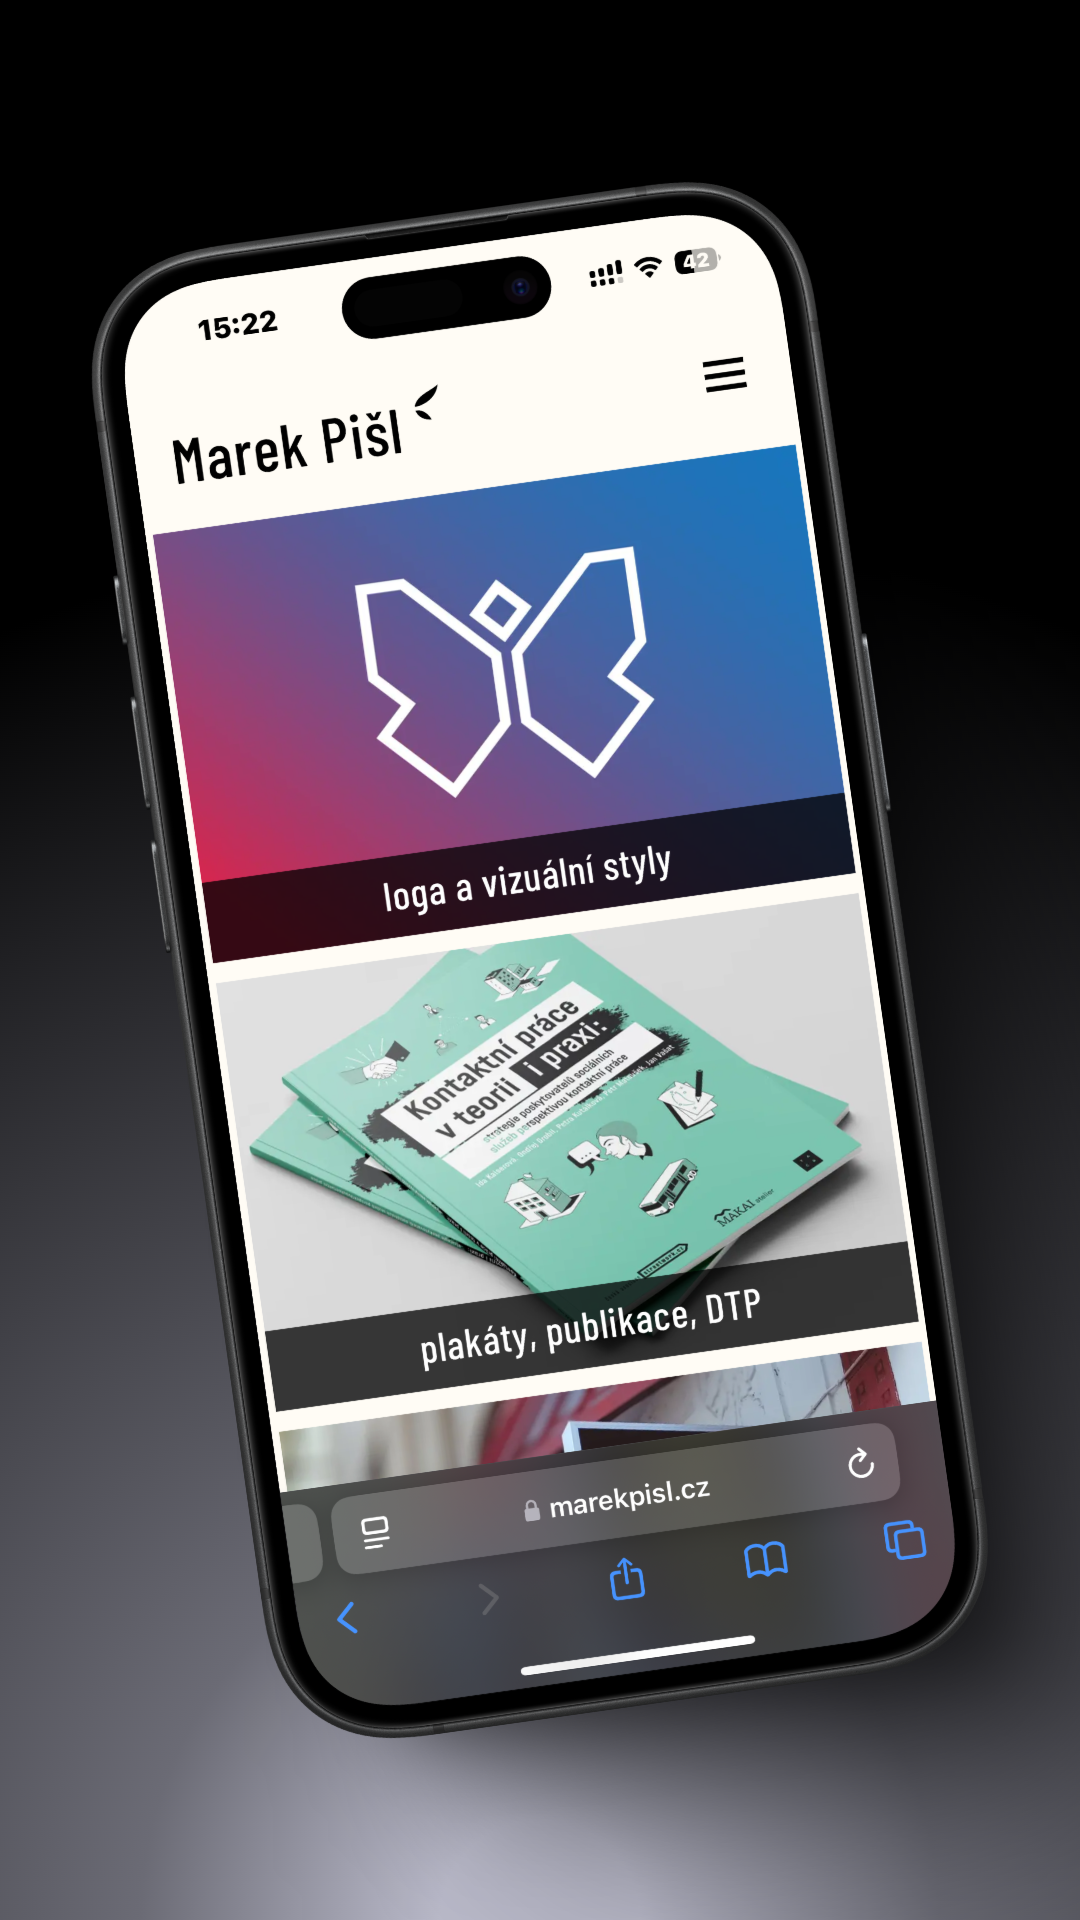 15:22
42
Marek Pišl
loga a vizuální styly
Kontaktní práce
v teorii i praxi:
strategie poskytovatelů sociálních
služeb perspektivou kontaktní práce
MAKAI atelier
plakáty, publikace, DTP
marekpisl.cz